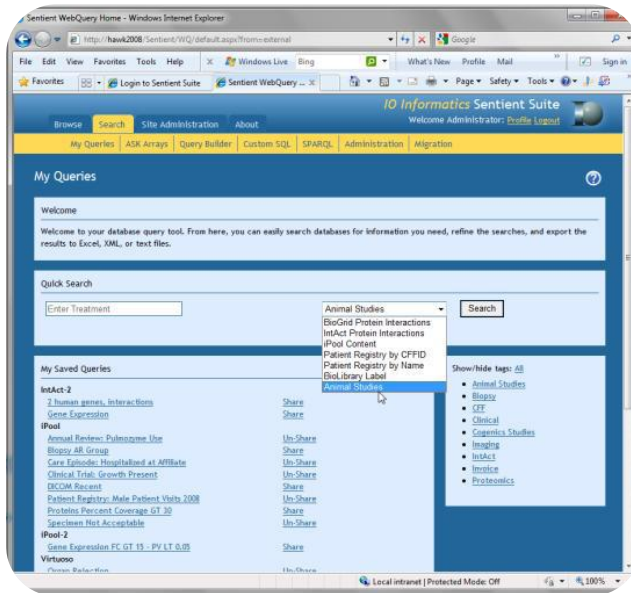 Sentient WebQuery Home - Windows Internet Explorer
http://hawk2008/Sentient/WQ/default.aspx?from=external
Google
File Edit View Favorites Tools Help X Windows Live Bing What's New Profile Mail Sign in
Favorites Login to Sentient Suite Sentient WebQuery ... X Page Safety Tools
IO Informatics Sentient Suite
Welcome Administrator: Profile Logout
Browse Search Site Administration About
My Queries ASK Arrays Query Builder Custom SQL SPARQL Administration Migration
My Queries
Welcome
Welcome to your database query tool. From here, you can easily search databases for information you need, refine the searches, and export the
results to Excel, XML, or text files.
Quick Search
Enter Treatment Animal Studies Search
BioGrid Protein Interactions
IntAct Protein Interactions
iPool Content
Patient Registry by CFFID
Patient Registry by Name
BioLibrary Label
Animal Studies
My Saved Queries
IntAct-2
2 human genes, interactions Share
Gene Expression Share
IPool
Annual Review: Pulmozyme Use Un-Share
Biopsy AR Group Share
Care Episode: Hospitalized at Affiliate Un-Share
Clinical Trial: Growth Present Un-Share
DICOM Recent Share
Patient Registry: Male Patient Visits 2008 Un-Share
Proteins Percent Coverage GT 30 Share
Specimen Not Acceptable Un-Share
IPool-2
Gene Expression FC GT 15 - PV LT 0.05 Share
Virtuoso
Organ Rejection Un-Share
Show/hide tags: All
Animal Studies
Biopsy
CFF
Clinical
Cogenics Studies
Imaging
IntAct
Invoice
Proteomics
Local intranet | Protected Mode: Off 100%